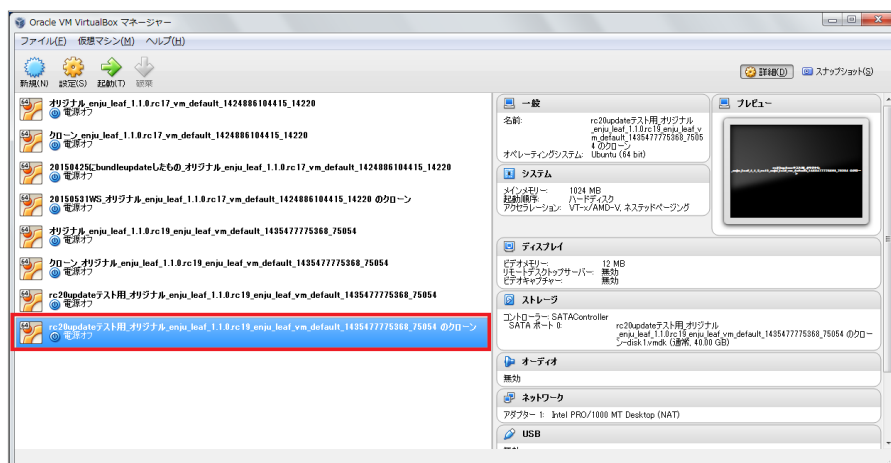 Oracle VM VirtualBox マネージャー
ファイル(F) 仮想マシン(M) ヘルプ(H)
新規(N) 設定(S) 起動(T) 破棄
詳細(D) スナップショット(S)
オリジナル_enju_leaf_1.1.0.rc17_vm_default_1424886104415_14220
電源オフ
クローン_enju_leaf_1.1.0.rc17_vm_default_1424886104415_14220
電源オフ
20150425にbundleupdateしたもの_オリジナル_enju_leaf_1.1.0.rc17_vm_default_1424886104415_14220
電源オフ
20150531WS_オリジナル_enju_leaf_1.1.0.rc17_vm_default_1424886104415_14220 のクローン
電源オフ
オリジナル_enju_leaf_1.1.0.rc19_enju_leaf_vm_default_1435477775368_75054
電源オフ
クローン_オリジナル_enju_leaf_1.1.0.rc19_enju_leaf_vm_default_1435477775368_75054
電源オフ
rc20updateテスト用_オリジナル_enju_leaf_1.1.0.rc19_enju_leaf_vm_default_1435477775368_75054
電源オフ
rc20updateテスト用_オリジナル_enju_leaf_1.1.0.rc19_enju_leaf_vm_default_1435477775368_75054 のクローン
電源オフ
一般
名前: rc20updateテスト用_オリジナル
_enju_leaf_1.1.0.rc19_enju_leaf_v
m_default_1435477775368_7505
4 のクローン
オペレーティングシステム: Ubuntu (64 bit)
プレビュー
システム
メインメモリー: 1024 MB
起動順序: ハードディスク
アクセラレーション: VT-x/AMD-V, ネステッドページング
ディスプレイ
ビデオメモリー: 12 MB
リモートデスクトップサーバー: 無効
ビデオキャプチャー: 無効
ストレージ
コントローラー: SATAController
SATA ポート 0: rc20updateテスト用_オリジナル
_enju_leaf_1.1.0.rc19_enju_leaf_vm_default_1435477775368_75054 のクロー
ン-disk1.vmdk (通常, 40.00 GB)
オーディオ
無効
ネットワーク
アダプター 1: Intel PRO/1000 MT Desktop (NAT)
USB